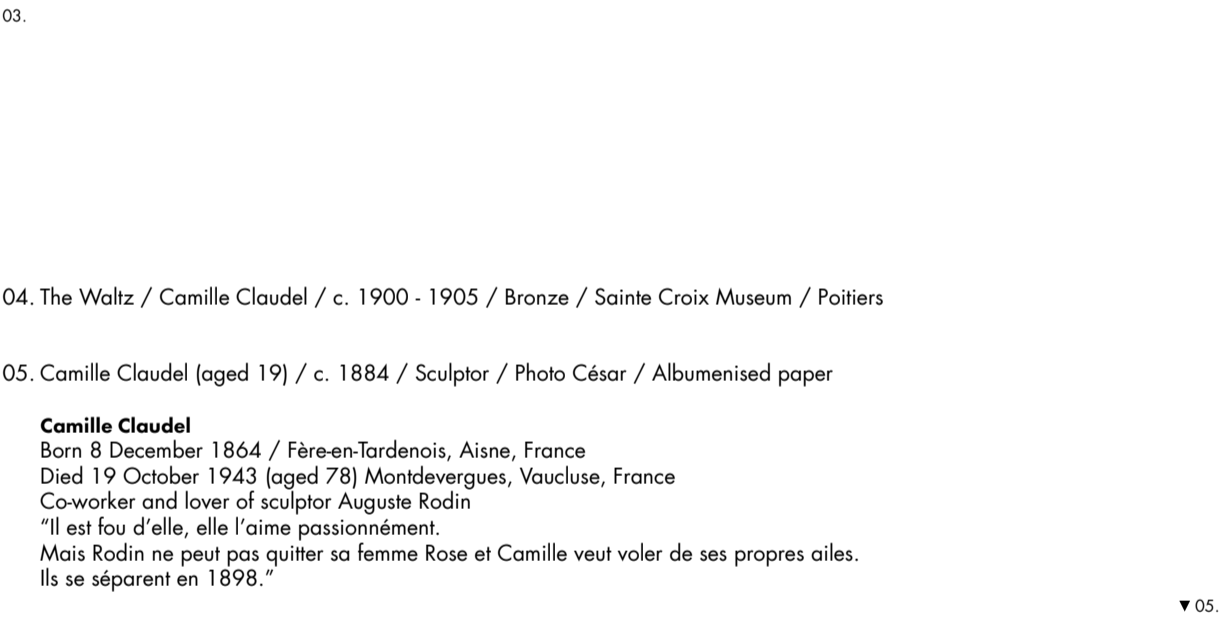 03.
04. The Waltz / Camille Claudel / c. 1900 - 1905 / Bronze / Sainte Croix Museum / Poitiers
05. Camille Claudel (aged 19) / c. 1884 / Sculptor / Photo César / Albumenised paper
Camille Claudel
Born 8 December 1864 / Fère-en-Tardenois, Aisne, France
Died 19 October 1943 (aged 78) Montdevergues, Vaucluse, France
Co-worker and lover of sculptor Auguste Rodin
“Il est fou d’elle, elle l’aime passionnément.
Mais Rodin ne peut pas quitter sa femme Rose et Camille veut voler de ses propres ailes.
Ils se séparent en 1898.”
▼ 05.